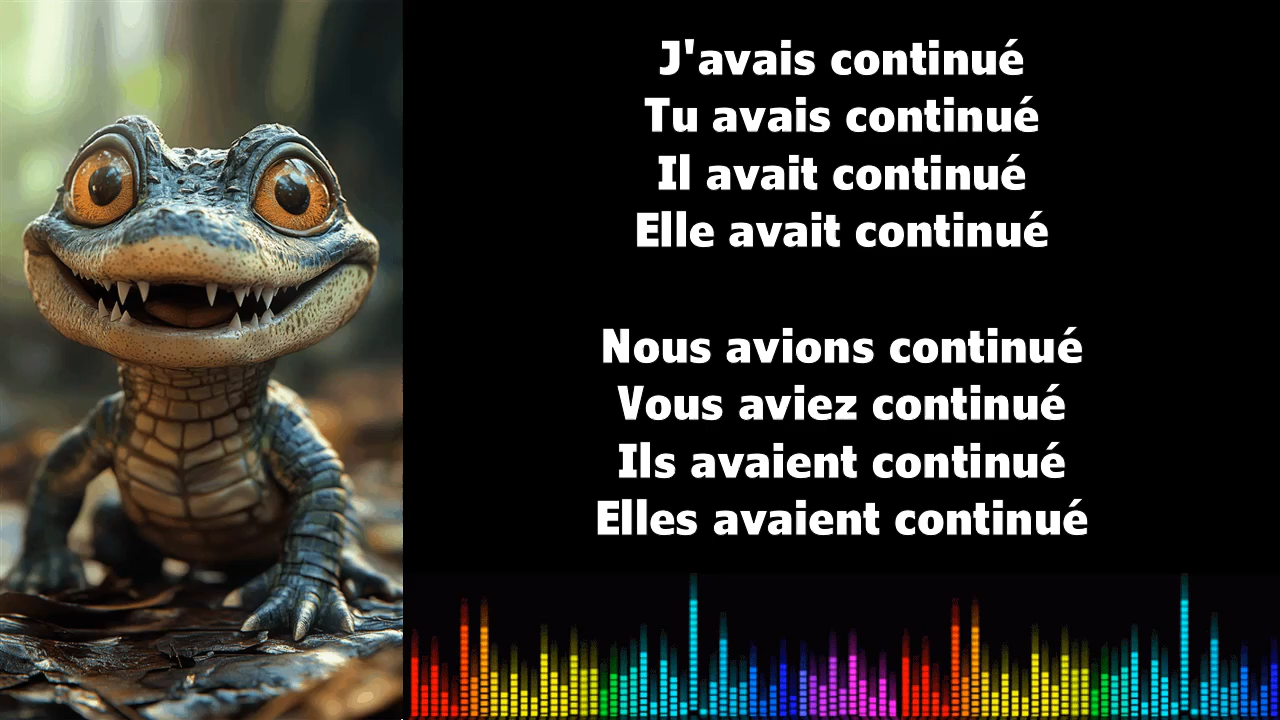 J'avais continué
Tu avais continué
Il avait continué
Elle avait continué
Nous avions continué
Vous aviez continué
Ils avaient continué
Elles avaient continué